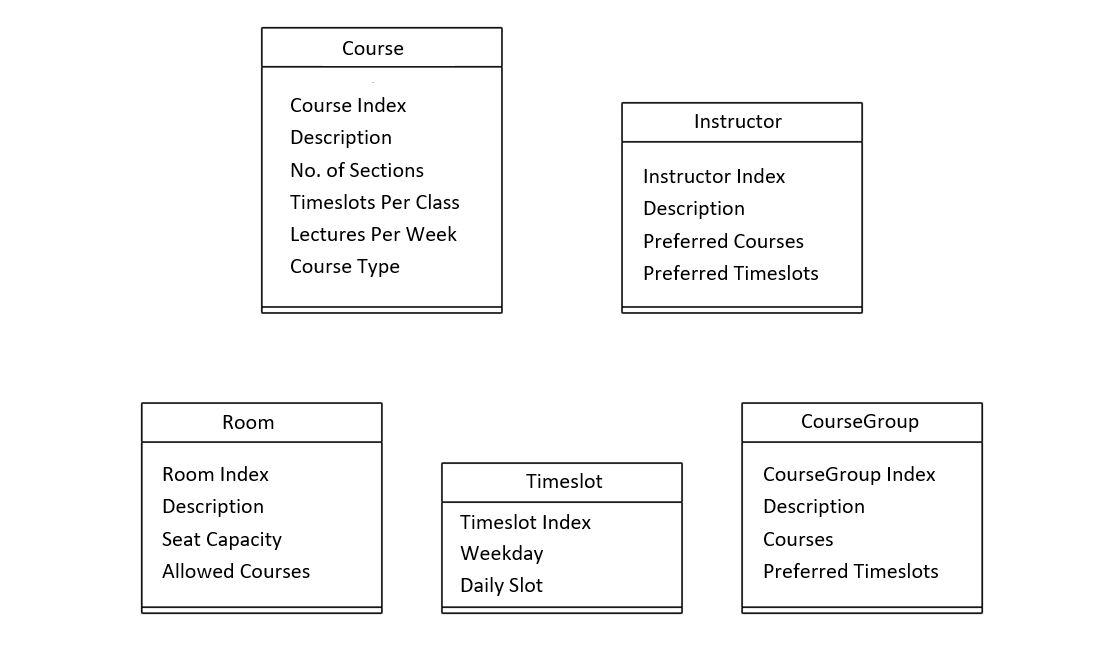 Course
Course Index
Description
No. of Sections
Timeslots Per Class
Lectures Per Week
Course Type
Instructor
Instructor Index
Description
Preferred Courses
Preferred Timeslots
Room
Room Index
Description
Seat Capacity
Allowed Courses
Timeslot
Timeslot Index
Weekday
Daily Slot
CourseGroup
CourseGroup Index
Description
Courses
Preferred Timeslots